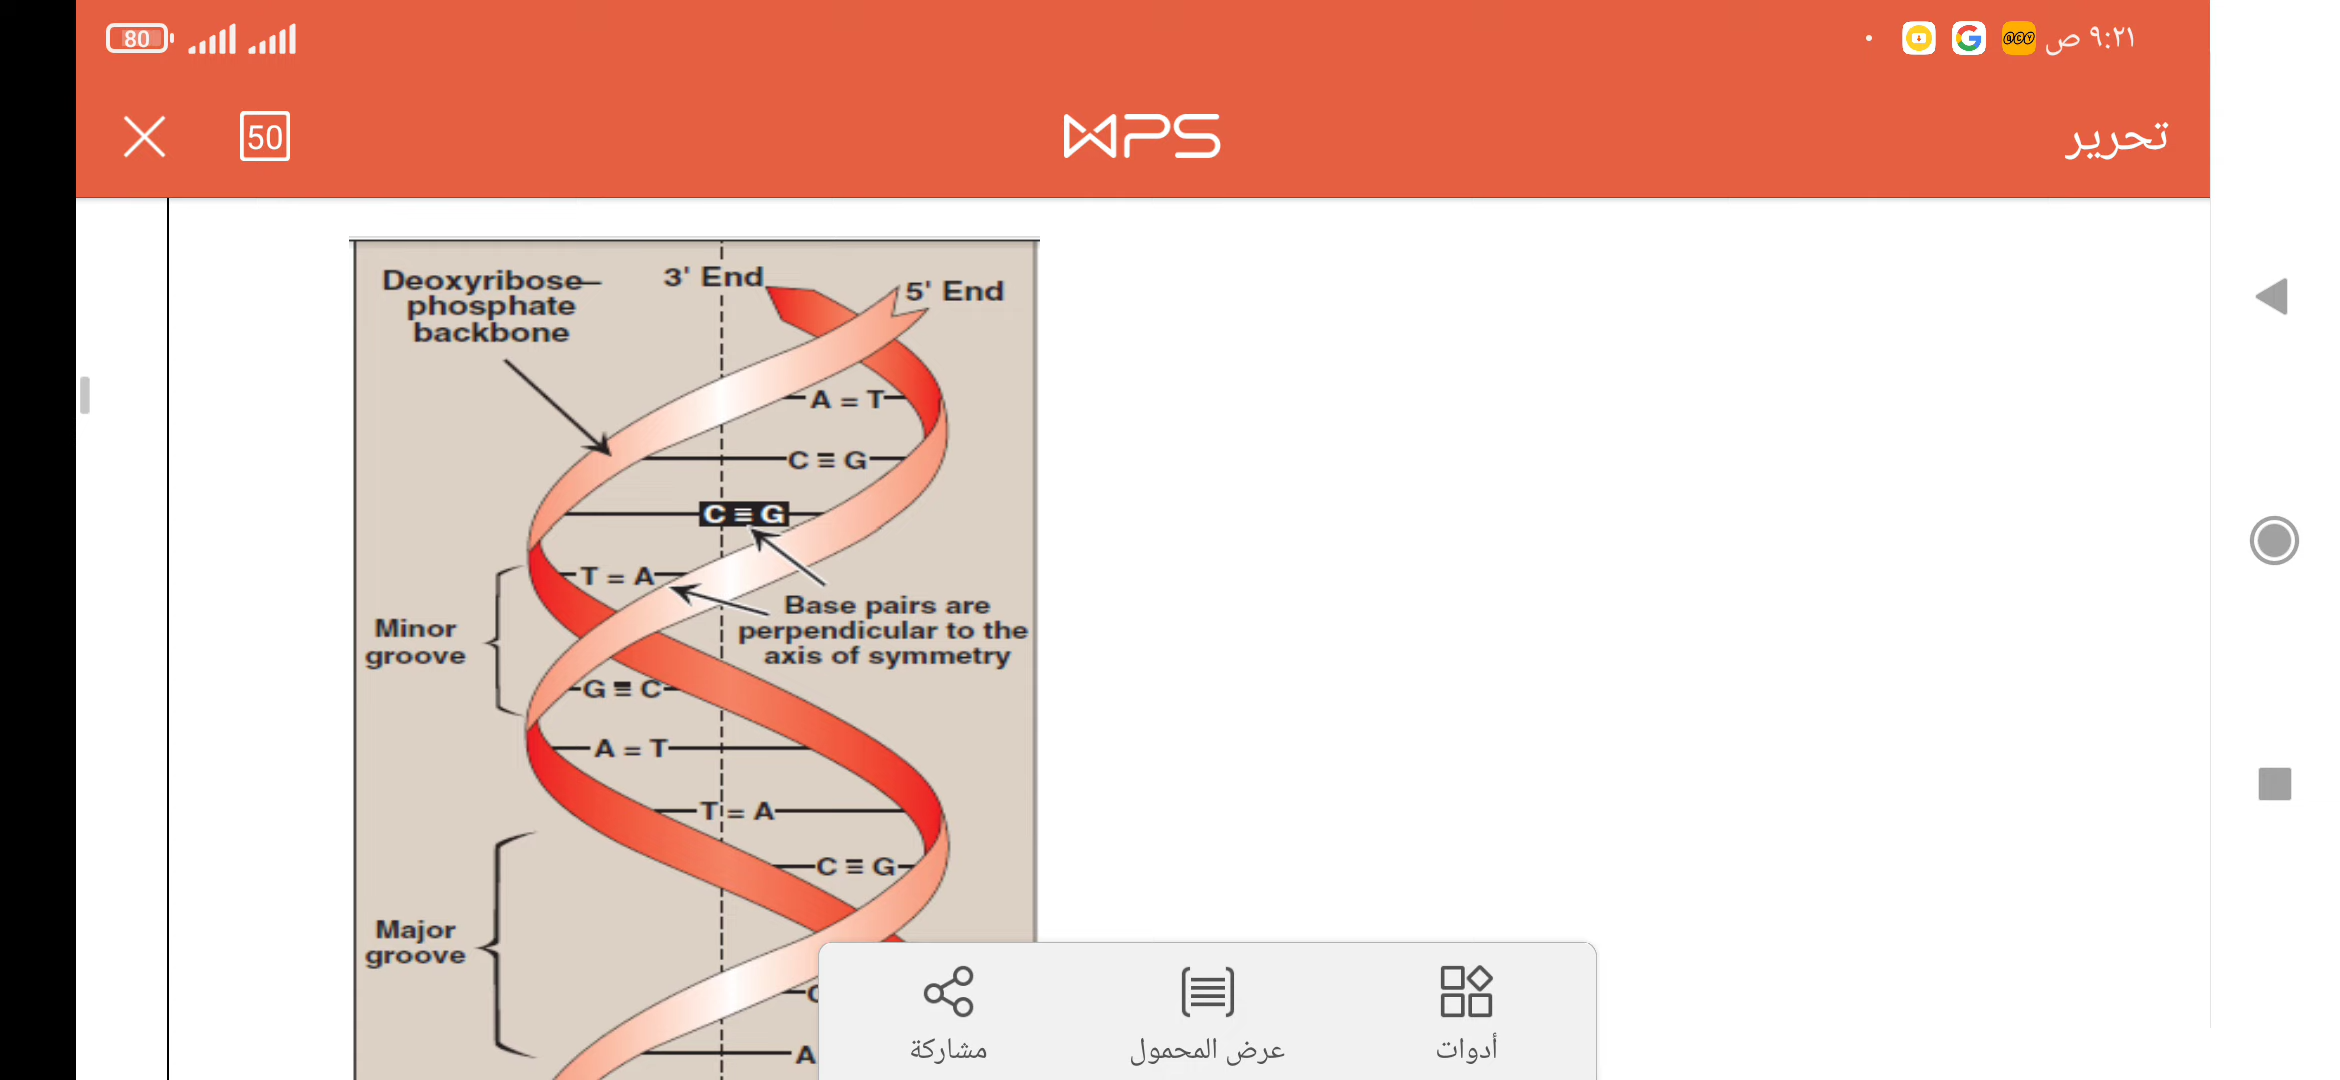 80
٩:٢١ ص
50
WPS
تحرير
Deoxyribose–
phosphate
backbone
3' End
5' End
A = T
C ≡ G
C ≡ G
T = A
Base pairs are
perpendicular to the
axis of symmetry
Minor
groove
G ≡ C
A = T
T = A
C ≡ G
Major
groove
C
A
مشاركة
عرض المحمول
أدوات